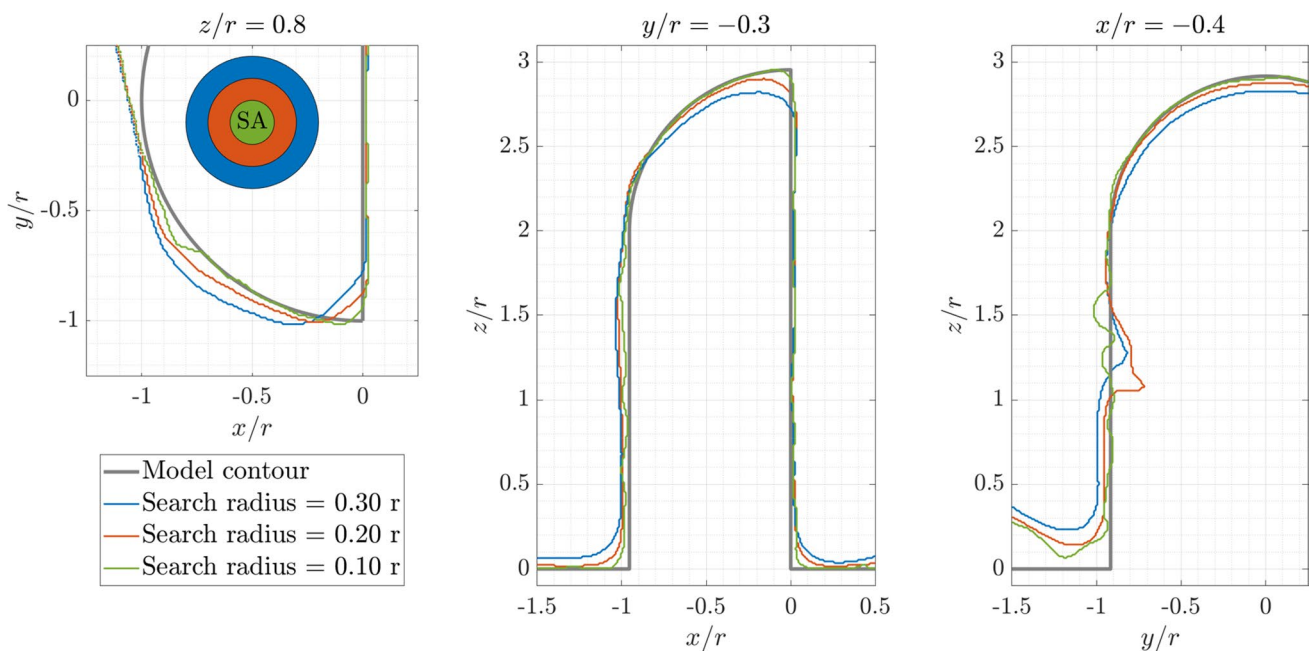 z/r = 0.8
0
-0.5
-1
y/r
SA
-1
-0.5
0
x/r
Model contour
Search radius = 0.30 r
Search radius = 0.20 r
Search radius = 0.10 r
y/r = −0.3
3
2.5
2
1.5
1
0.5
0
z/r
-1.5
-1
-0.5
0
0.5
x/r
x/r = −0.4
3
2.5
2
1.5
1
0.5
0
z/r
-1.5
-1
-0.5
0
y/r